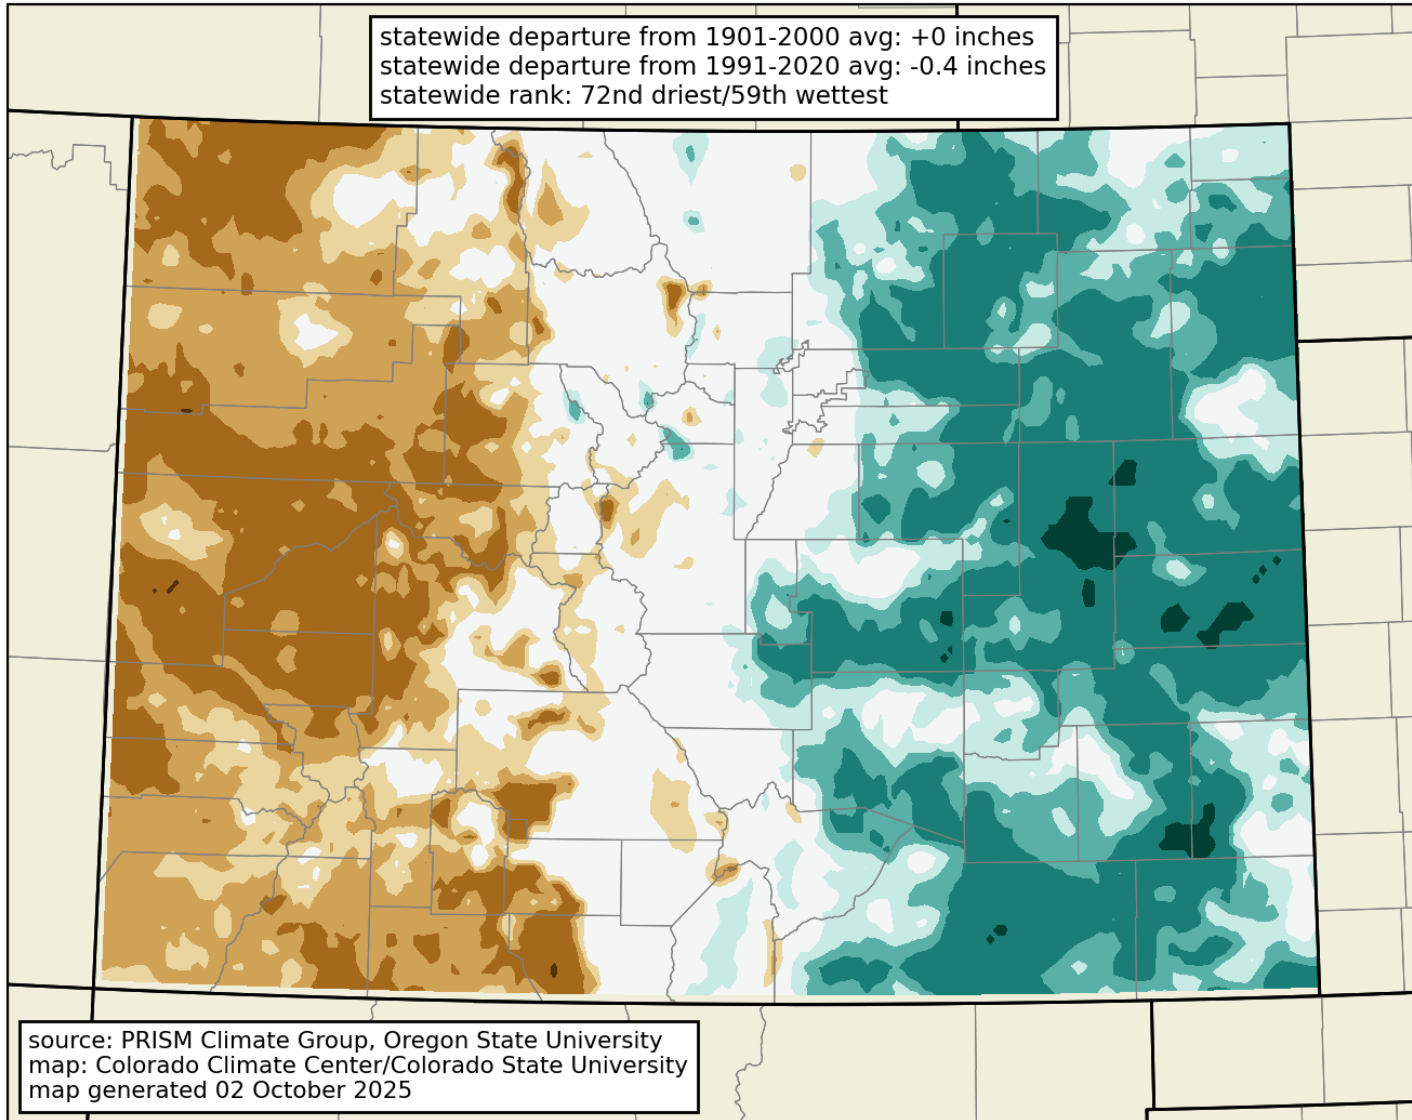 statewide departure from 1901-2000 avg: +0 inches
statewide departure from 1991-2020 avg: -0.4 inches
statewide rank: 72nd driest/59th wettest
source: PRISM Climate Group, Oregon State University
map: Colorado Climate Center/Colorado State University
map generated 02 October 2025